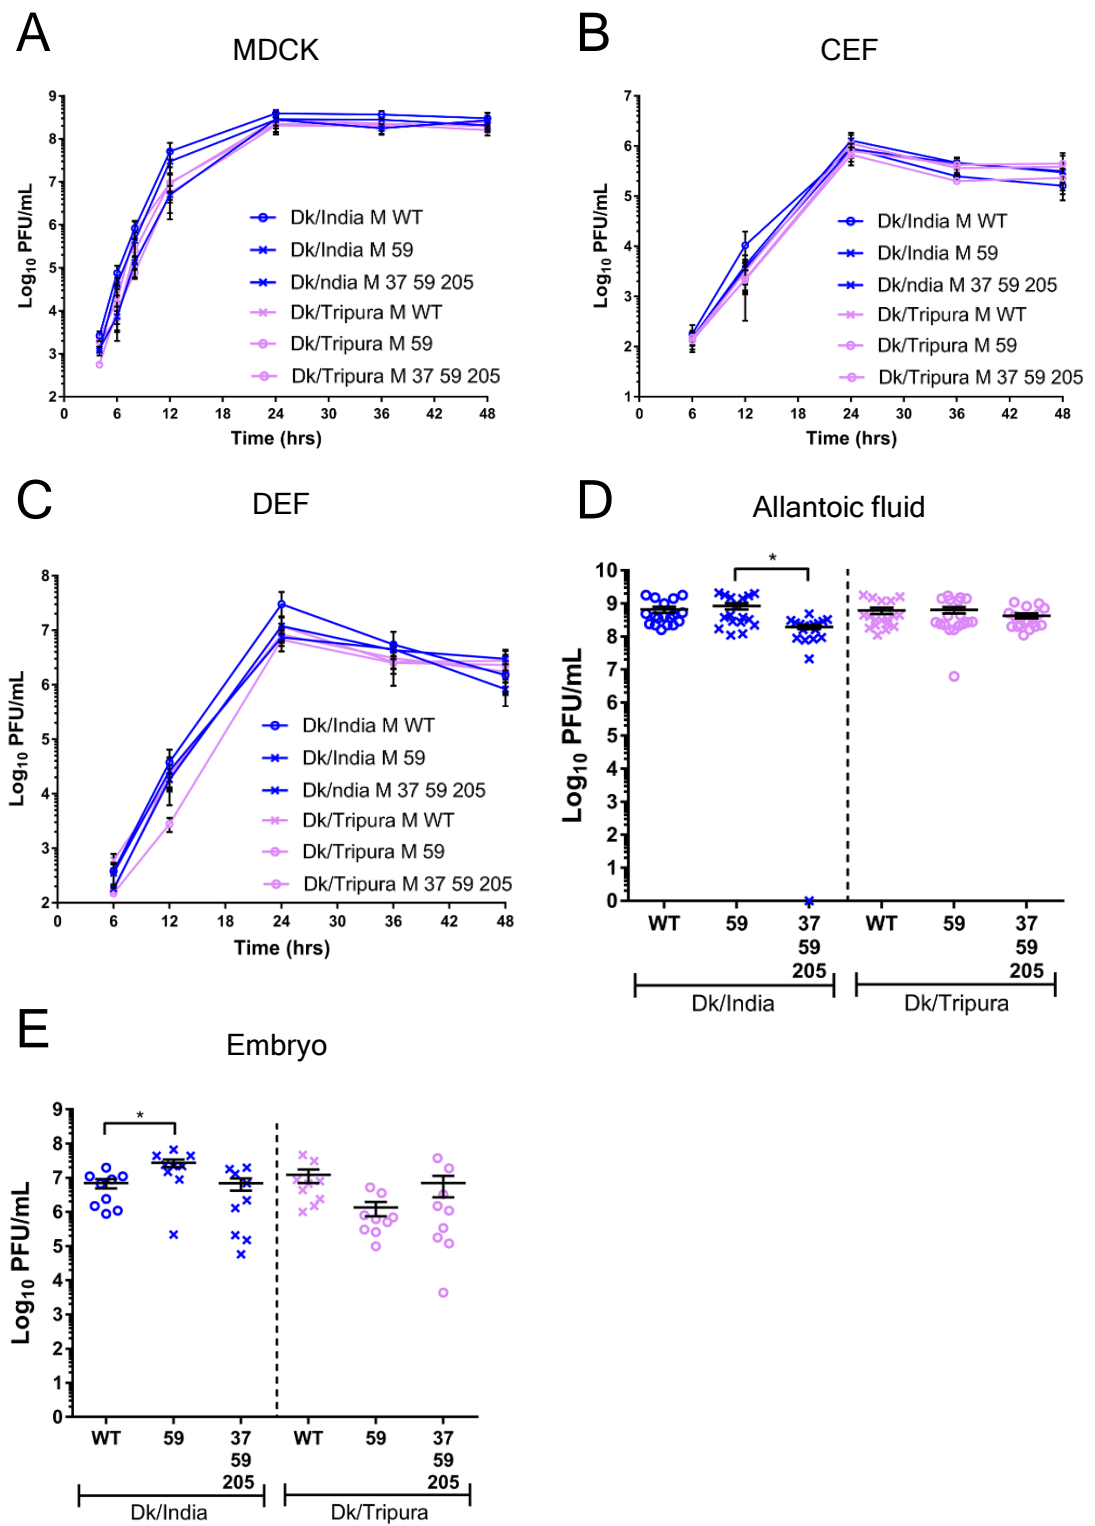 A
MDCK
9
8
7
6
5
4
3
2
Log10 PFU/mL
0 6 12 18 24 30 36 42 48
Time (hrs)
Dk/India M WT
Dk/India M 59
Dk/ndia M 37 59 205
Dk/Tripura M WT
Dk/Tripura M 59
Dk/Tripura M 37 59 205
B
CEF
7
6
5
4
3
2
1
Log10 PFU/mL
0 6 12 18 24 30 36 42 48
Time (hrs)
Dk/India M WT
Dk/India M 59
Dk/ndia M 37 59 205
Dk/Tripura M WT
Dk/Tripura M 59
Dk/Tripura M 37 59 205
C
DEF
8
7
6
5
4
3
2
Log10 PFU/mL
0 6 12 18 24 30 36 42 48
Time (hrs)
Dk/India M WT
Dk/India M 59
Dk/ndia M 37 59 205
Dk/Tripura M WT
Dk/Tripura M 59
Dk/Tripura M 37 59 205
D
Allantoic fluid
*
10
9
8
7
6
5
4
3
2
1
0
Log10 PFU/mL
WT 59 37 WT 59 37
59 59
205 205
Dk/India Dk/Tripura
E
Embryo
*
9
8
7
6
5
4
3
2
1
0
Log10 PFU/mL
WT 59 37 WT 59 37
59 59
205 205
Dk/India Dk/Tripura